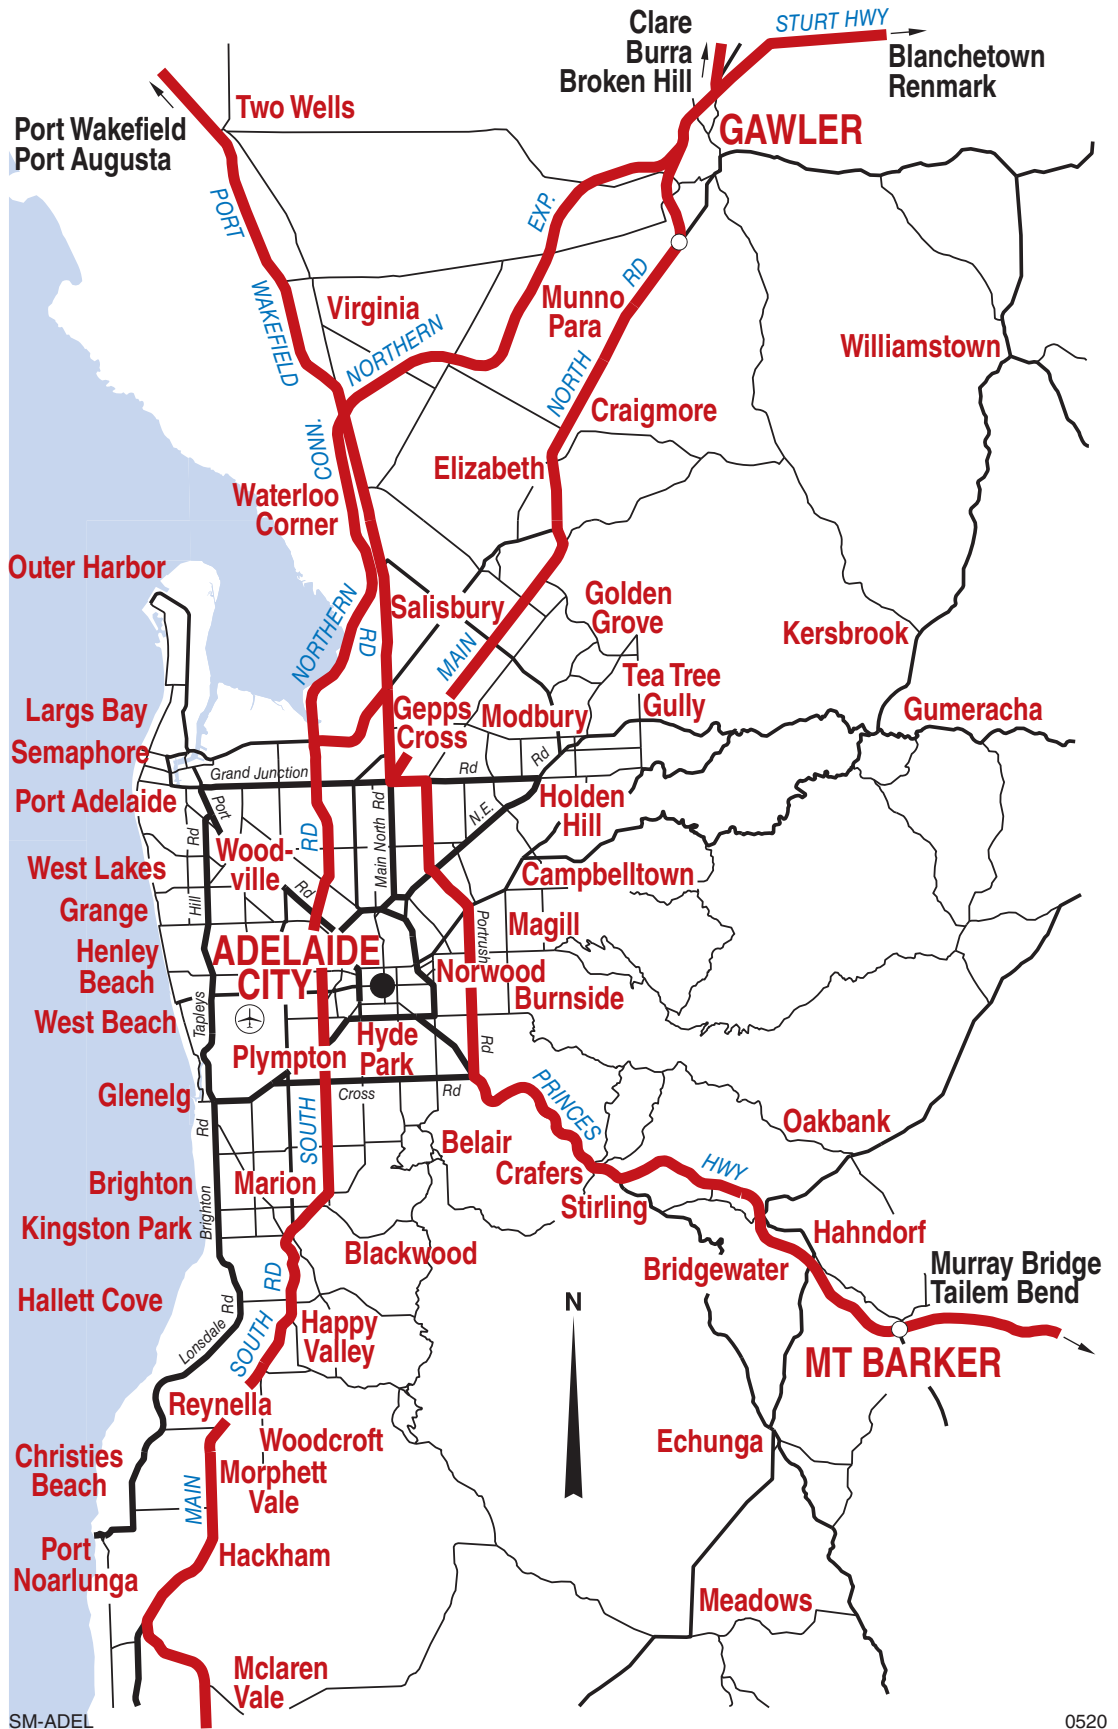 Clare
Burra
Broken Hill
STURT HWY
Blanchetown
Renmark
Two Wells
Port Wakefield
Port Augusta
GAWLER
PORT
EXP.
RD
Munno
Para
WAKEFIELD
Virginia
NORTHERN
Williamstown
NORTH
Craigmore
CONN.
Elizabeth
Waterloo
Corner
Outer Harbor
NORTHERN
RD
Salisbury
Golden
Grove
Kersbrook
MAIN
Tea Tree
Gully
Largs Bay
Gepps
Cross
Modbury
Gumeracha
Semaphore
Grand Junction
Rd
Rd
Port Adelaide
Port
Main North Rd
N.E.
Holden
Hill
Rd
RD
Wood-
ville
Rd
West Lakes
Campbelltown
Hill
Grange
Magill
Portrush
Henley
Beach
ADELAIDE
CITY
Norwood
Burnside
West Beach
Tapleys
Hyde
Park
Plympton
Rd
Glenelg
Cross
Rd
PRINCES
Rd
SOUTH
Belair
Oakbank
Crafers
HWY
Brighton
Marion
Stirling
Kingston Park
Brighton
Hahndorf
Blackwood
Bridgewater
Murray Bridge
Tailem Bend
RD
Hallett Cove
Rd
N
Happy
Valley
Lonsdale
SOUTH
MT BARKER
Reynella
Woodcroft
Echunga
Christies
Beach
Morphett
Vale
MAIN
Port
Noarlunga
Hackham
Meadows
Mclaren
Vale
SM-ADEL
0520